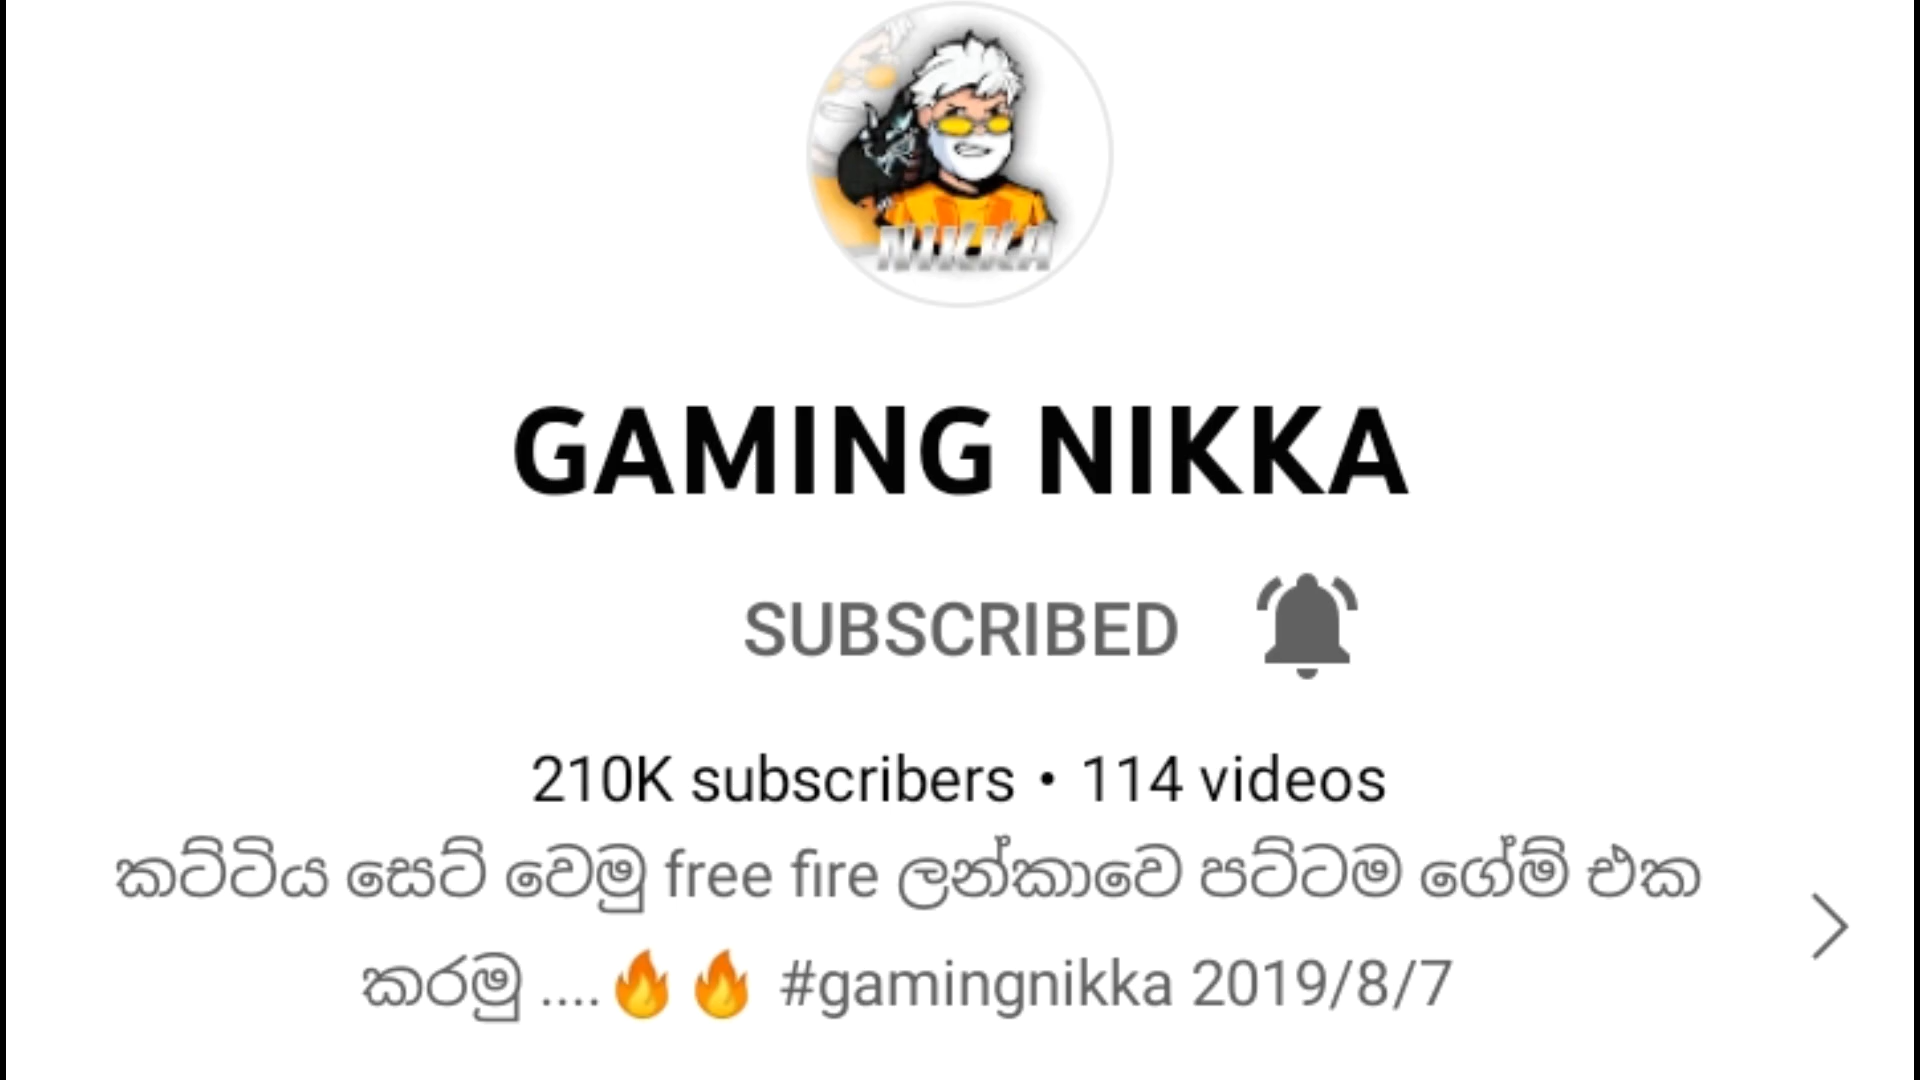 NIKKA
GAMING NIKKA
SUBSCRIBED
210K subscribers • 114 videos
කට්ටිය සෙට් වෙමු free fire ලන්කාවෙ පට්ටම ගේම් එක
කරමු ....🔥🔥 #gamingnikka 2019/8/7